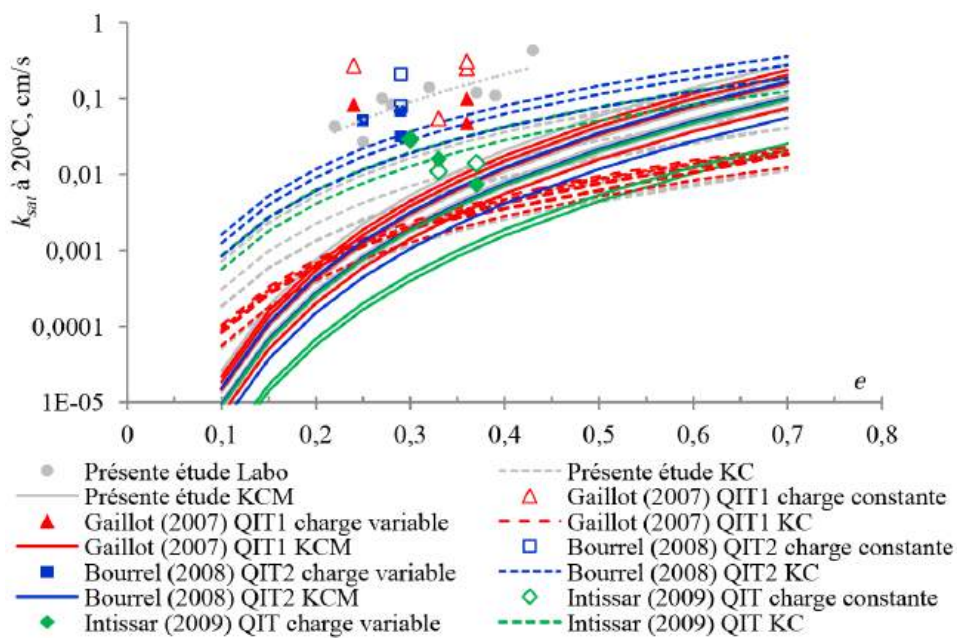 1
0,1
0,01
0,001
0,0001
1E-05
k_sat à 20ºC, cm/s
e
0 0,1 0,2 0,3 0,4 0,5 0,6 0,7 0,8
Présente étude Labo
Présente étude KC
Présente étude KCM
Gaillot (2007) QIT1 charge constante
Gaillot (2007) QIT1 charge variable
Gaillot (2007) QIT1 KC
Gaillot (2007) QIT1 KCM
Bourrel (2008) QIT2 charge constante
Bourrel (2008) QIT2 charge variable
Bourrel (2008) QIT2 KC
Bourrel (2008) QIT2 KCM
Intissar (2009) QIT charge constante
Intissar (2009) QIT charge variable
Intissar (2009) QIT KC